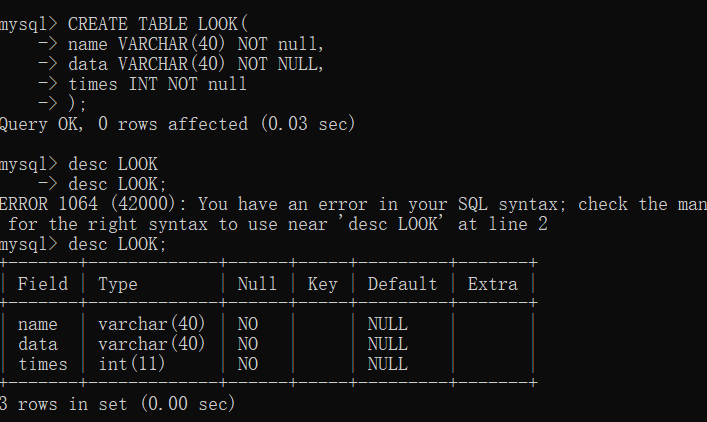 mysql> CREATE TABLE LOOK(
    -> name VARCHAR(40) NOT null,
    -> data VARCHAR(40) NOT NULL,
    -> times INT NOT null
    -> );
Query OK, 0 rows affected (0.03 sec)
mysql> desc LOOK
    -> desc LOOK;
ERROR 1064 (42000): You have an error in your SQL syntax; check the man
 for the right syntax to use near 'desc LOOK' at line 2
mysql> desc LOOK;
+-------+-------------+------+-----+---------+-------+
| Field | Type        | Null | Key | Default | Extra |
+-------+-------------+------+-----+---------+-------+
| name  | varchar(40) | NO   |     | NULL    |       |
| data  | varchar(40) | NO   |     | NULL    |       |
| times | int(11)     | NO   |     | NULL    |       |
+-------+-------------+------+-----+---------+-------+
3 rows in set (0.00 sec)